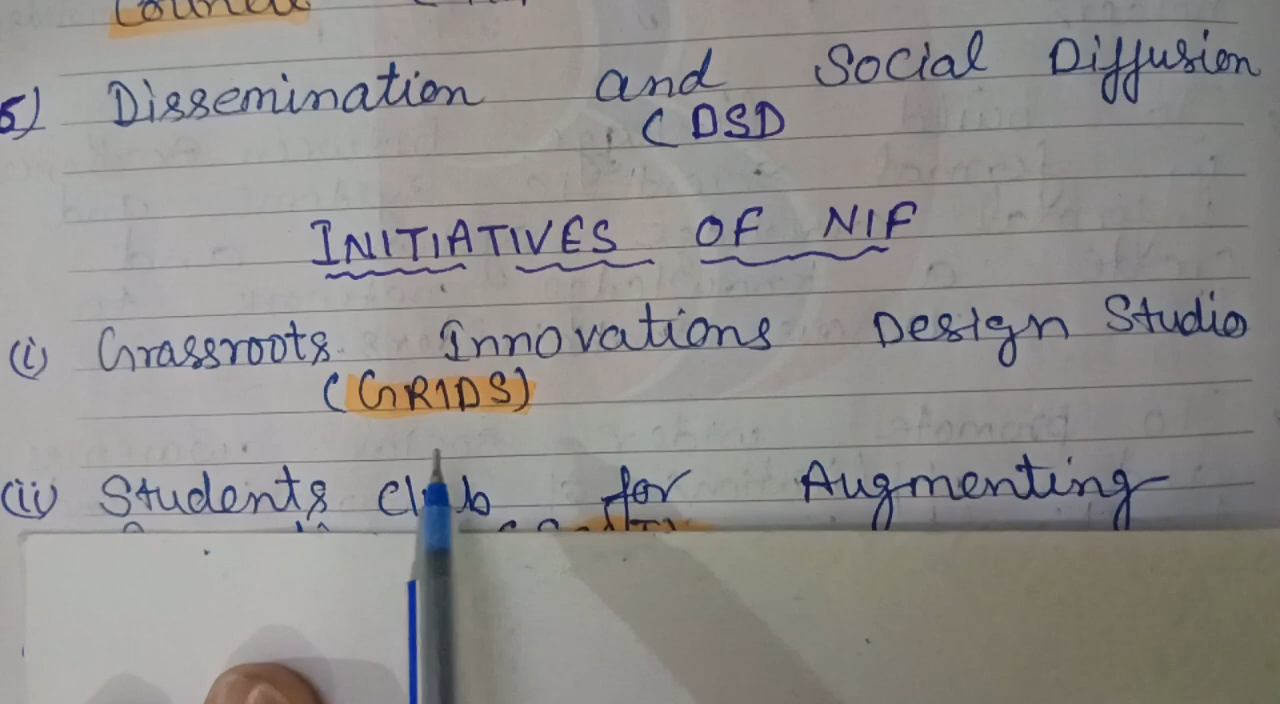 5) Dissemination and Social Diffusion
(DSD
INITIATIVES OF NIF
(i) Grassroots Innovations Design Studio
(GRIDS)
(ii) Students Club for Augmenting